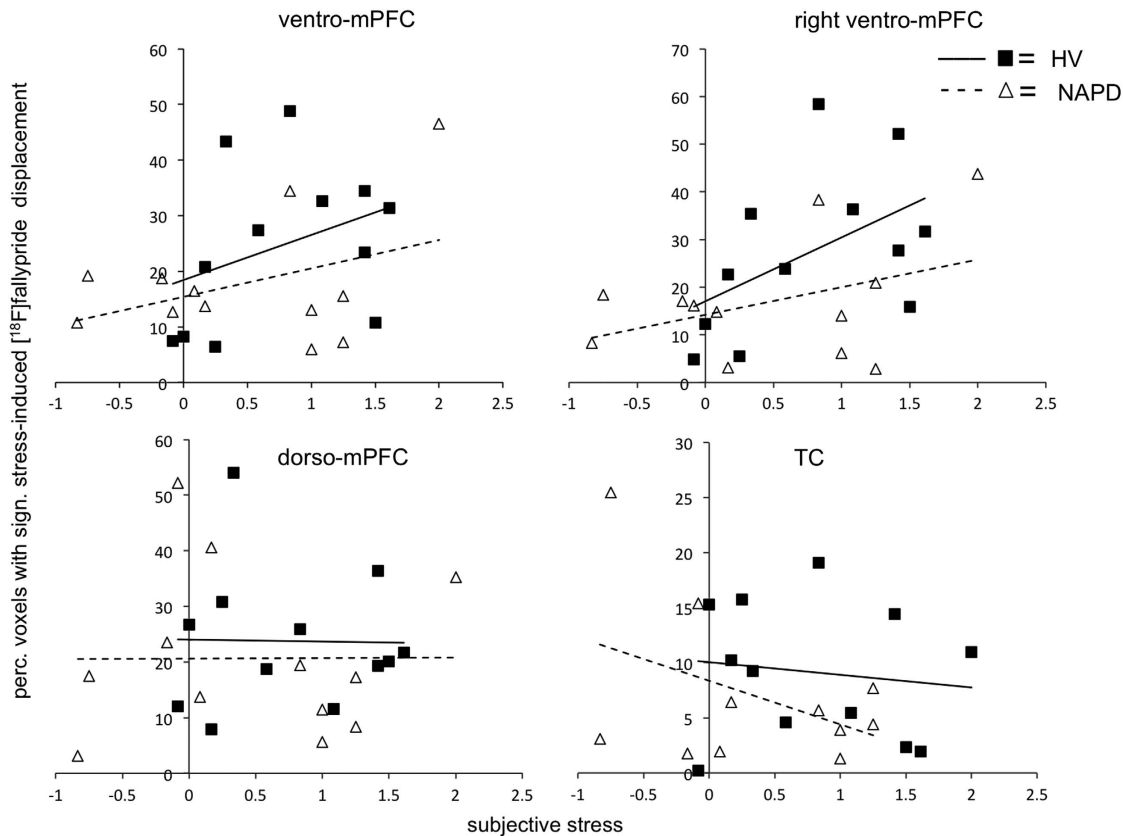 ventro-mPFC
right ventro-mPFC
■ = HV
△ = NAPD
perc. voxels with sign. stress-induced [¹⁸F]fallypride displacement
60
50
40
30
20
10
0
-1 -0.5 0 0.5 1 1.5 2 2.5
70
60
50
40
30
20
10
0
-1 -0.5 0 0.5 1 1.5 2 2.5
dorso-mPFC
TC
60
50
40
30
20
10
0
-1 -0.5 0 0.5 1 1.5 2 2.5
30
25
20
15
10
5
0
-1 -0.5 0 0.5 1 1.5 2 2.5
subjective stress